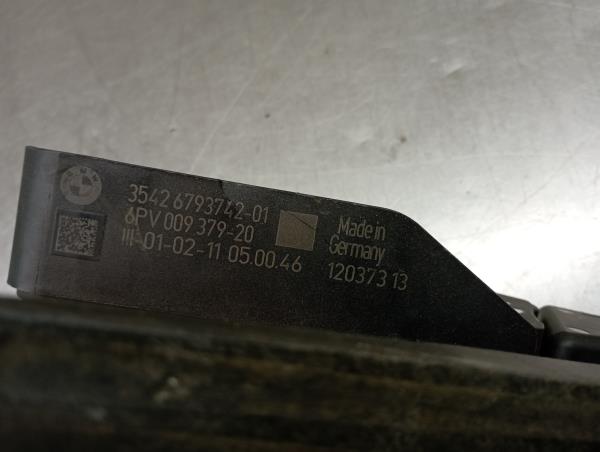 3542 6793742-01
6PV 009 379-20
III-01-02-11 05.00.46
Made in
Germany
120373 13